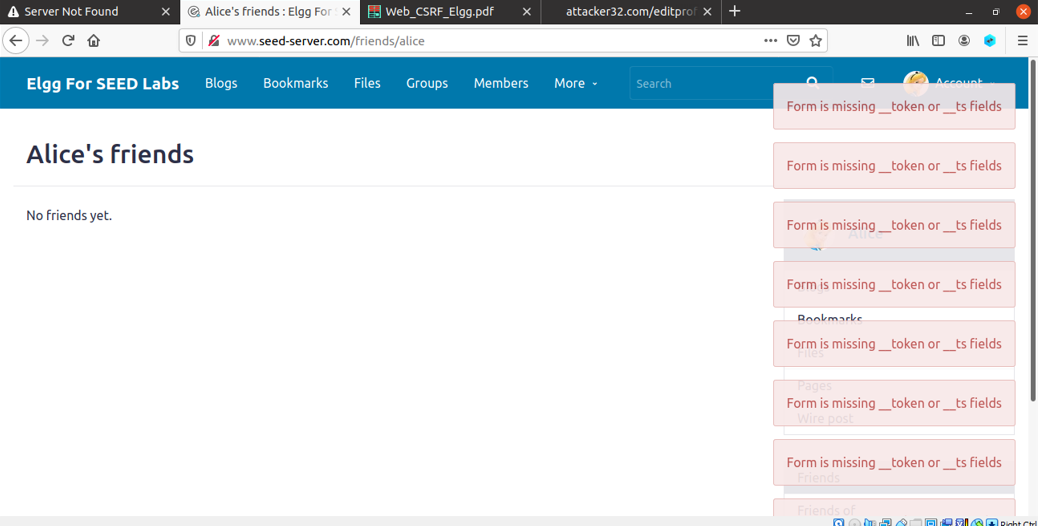 Server Not Found
Alice's friends : Elgg For S
Web_CSRF_Elgg.pdf
attacker32.com/editprof
www.seed-server.com/friends/alice
Elgg For SEED Labs Blogs Bookmarks Files Groups Members More Search Account
Form is missing __token or __ts fields
Alice's friends
Form is missing __token or __ts fields
No friends yet.
Form is missing __token or __ts fields
Alice
Form is missing __token or __ts fields
Bookmarks
Form is missing __token or __ts fields
Files
Pages
Form is missing __token or __ts fields
Wire post
Form is missing __token or __ts fields
Friends
Friends of
Right Ctrl